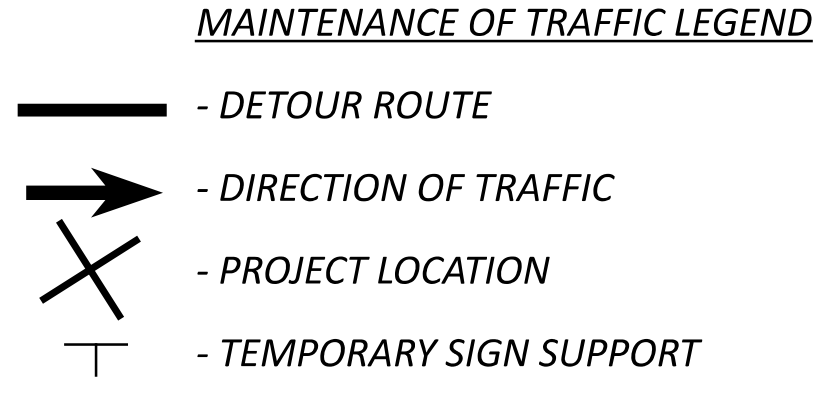 MAINTENANCE OF TRAFFIC LEGEND
- DETOUR ROUTE
- DIRECTION OF TRAFFIC
- PROJECT LOCATION
- TEMPORARY SIGN SUPPORT